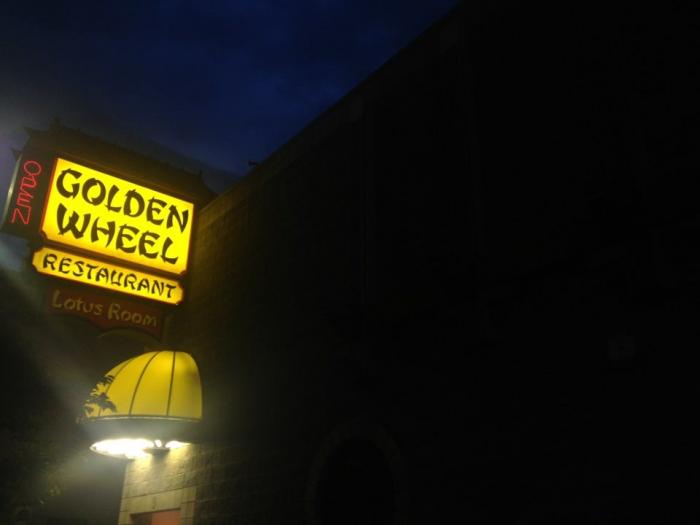 OPEN
GOLDEN
WHEEL
RESTAURANT
Lotus Room